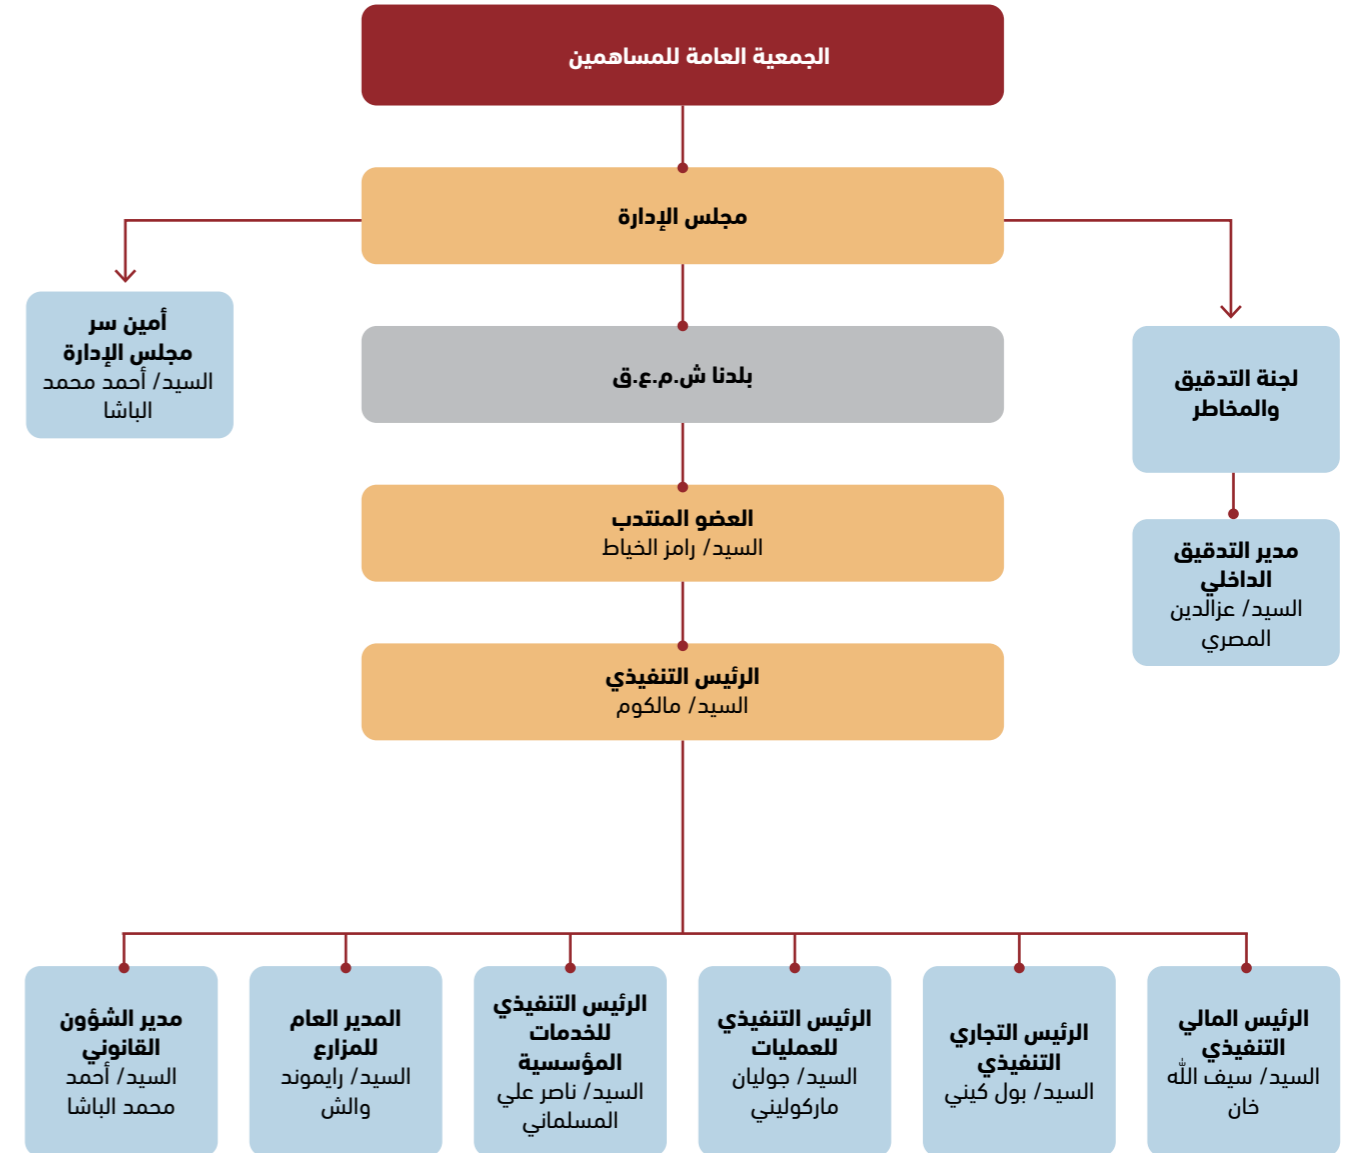 الجمعية العامة للمساهمين
مجلس الإدارة
أمين سر
مجلس الإدارة
السيد/ أحمد محمد
الباشا
بلدنا ش.م.ع.ق
لجنة التدقيق
والمخاطر
العضو المنتدب
السيد/ رامز الخياط
مدير التدقيق
الداخلي
السيد/ عزالدين
المصري
الرئيس التنفيذي
السيد/ مالكوم
الرئيس المالي
التنفيذي
السيد/ سيف الله
خان
الرئيس التجاري
التنفيذي
السيد/ بول كيني
الرئيس التنفيذي
للعمليات
السيد/ جوليان
ماركوليني
الرئيس التنفيذي
للخدمات
المؤسسية
السيد/ ناصر علي
المسلماني
المدير العام
للمزارع
السيد/ رايموند
والش
مدير الشؤون
القانوني
السيد/ أحمد
محمد الباشا